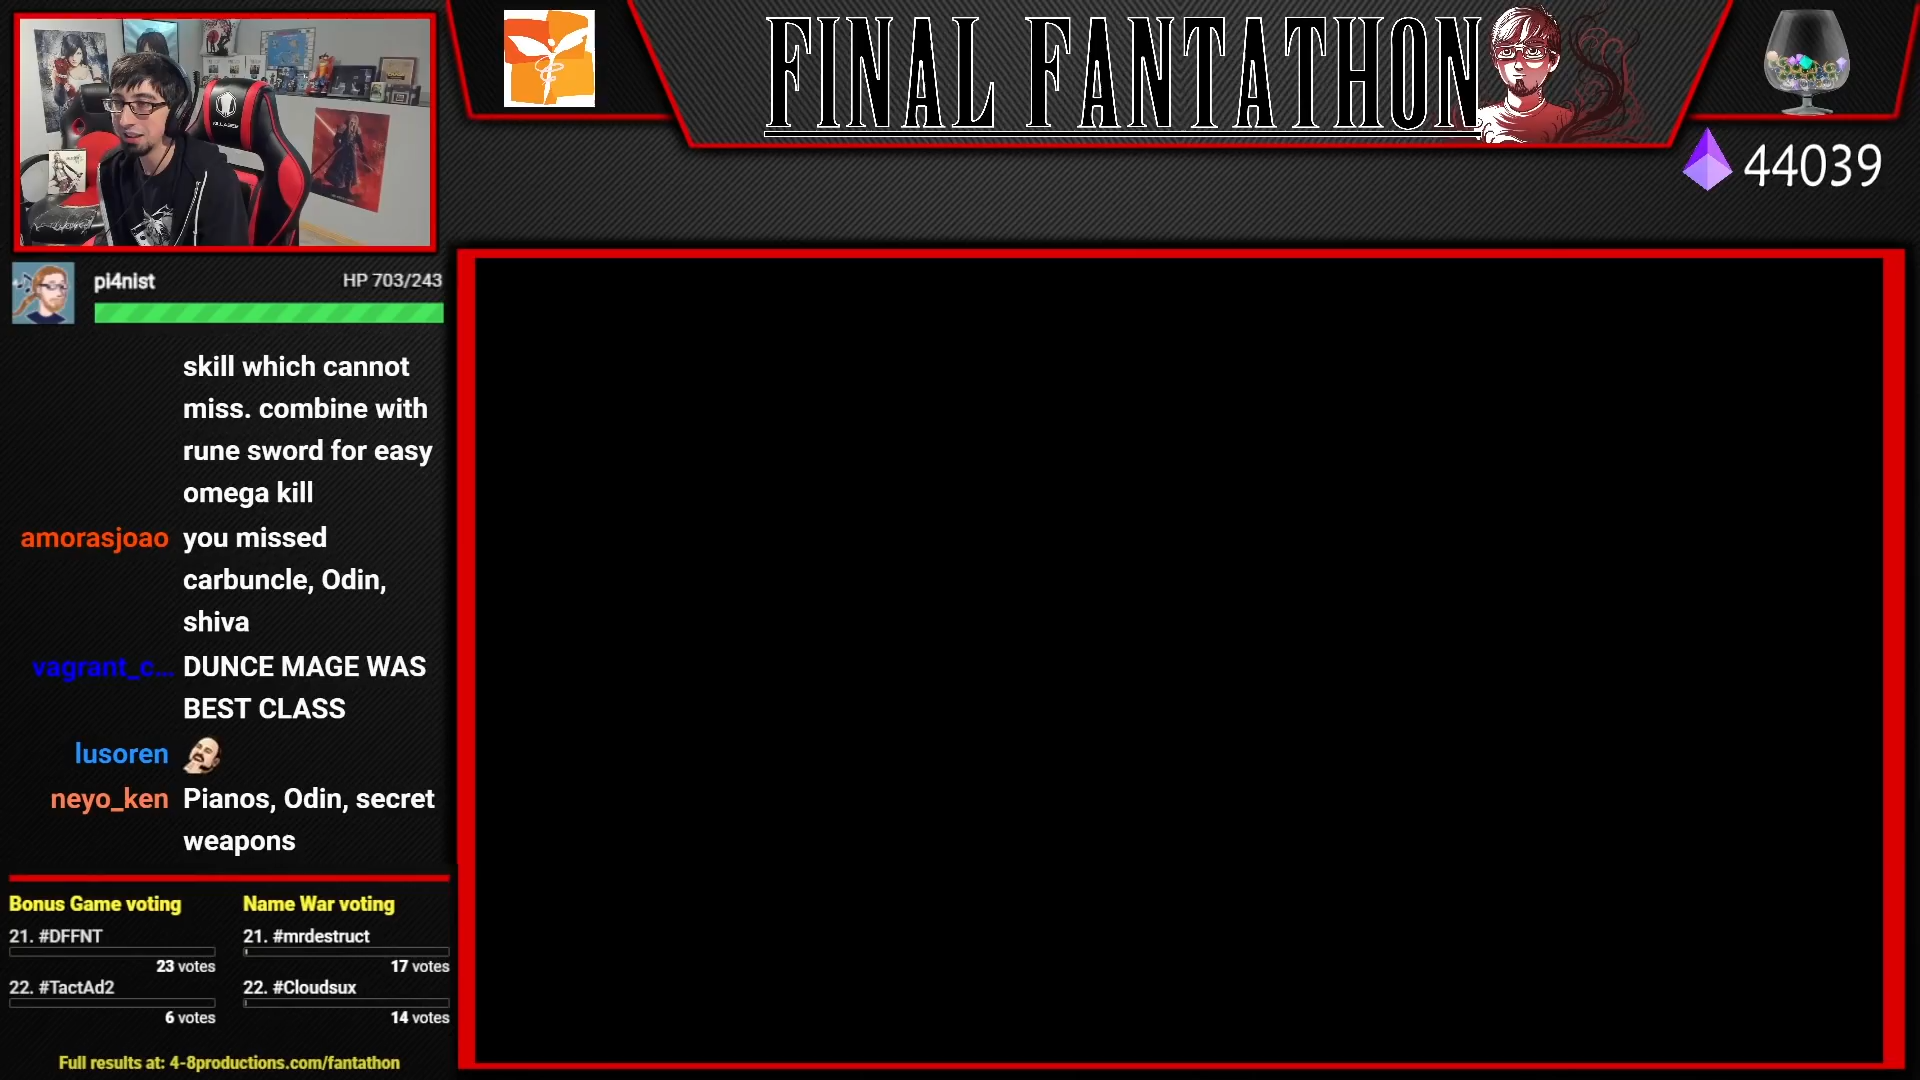 FINAL FANTATHON
44039
pi4nist
HP 703/243
skill which cannot
miss. combine with
rune sword for easy
omega kill
amorasjoao you missed
carbuncle, Odin,
shiva
vagrant_c... DUNCE MAGE WAS
BEST CLASS
lusoren
neyo_ken Pianos, Odin, secret
weapons
Bonus Game voting
21. #DFFNT
23 votes
22. #TactAd2
6 votes
Name War voting
21. #mrdestruct
17 votes
22. #Cloudsux
14 votes
Full results at: 4-8productions.com/fantathon